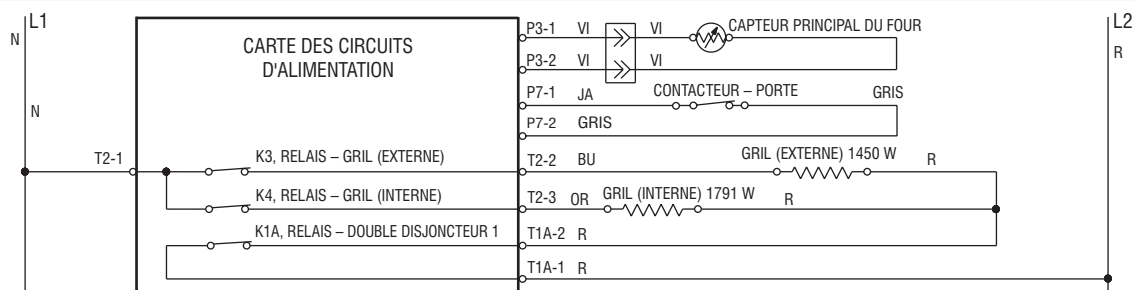 L1
L2
N
R
N
CARTE DES CIRCUITS
D'ALIMENTATION
P3-1 VI VI CAPTEUR PRINCIPAL DU FOUR
P3-2 VI VI
P7-1 JA CONTACTEUR – PORTE GRIS
P7-2 GRIS
T2-1 K3, RELAIS – GRIL (EXTERNE) T2-2 BU GRIL (EXTERNE) 1450 W R
K4, RELAIS – GRIL (INTERNE) T2-3 OR GRIL (INTERNE) 1791 W R
K1A, RELAIS – DOUBLE DISJONCTEUR 1 T1A-2 R
T1A-1 R